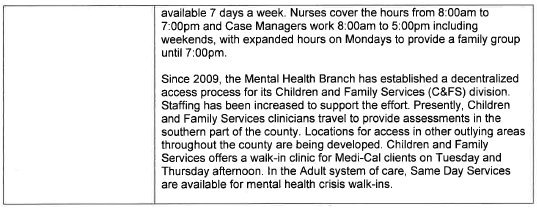 available 7 days a week. Nurses cover the hours from 8:00am to
7:00pm and Case Managers work 8:00am to 5:00pm including
weekends, with expanded hours on Mondays to provide a family group
until 7:00pm.
Since 2009, the Mental Health Branch has established a decentralized
access process for its Children and Family Services (C&FS) division.
Staffing has been increased to support the effort. Presently, Children
and Family Services clinicians travel to provide assessments in the
southern part of the county. Locations for access in other outlying areas
throughout the county are being developed. Children and Family
Services offers a walk-in clinic for Medi-Cal clients on Tuesday and
Thursday afternoon. In the Adult system of care, Same Day Services
are available for mental health crisis walk-ins.